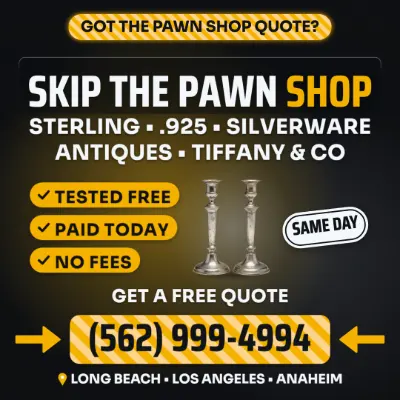 GOT THE PAWN SHOP QUOTE?
SKIP THE PAWN SHOP
STERLING ▪ .925 ▪ SILVERWARE
ANTIQUES ▪ TIFFANY & CO
✓ TESTED FREE
✓ PAID TODAY
✓ NO FEES
SAME DAY
GET A FREE QUOTE
(562) 999-4994
LONG BEACH ▪ LOS ANGELES ▪ ANAHEIM